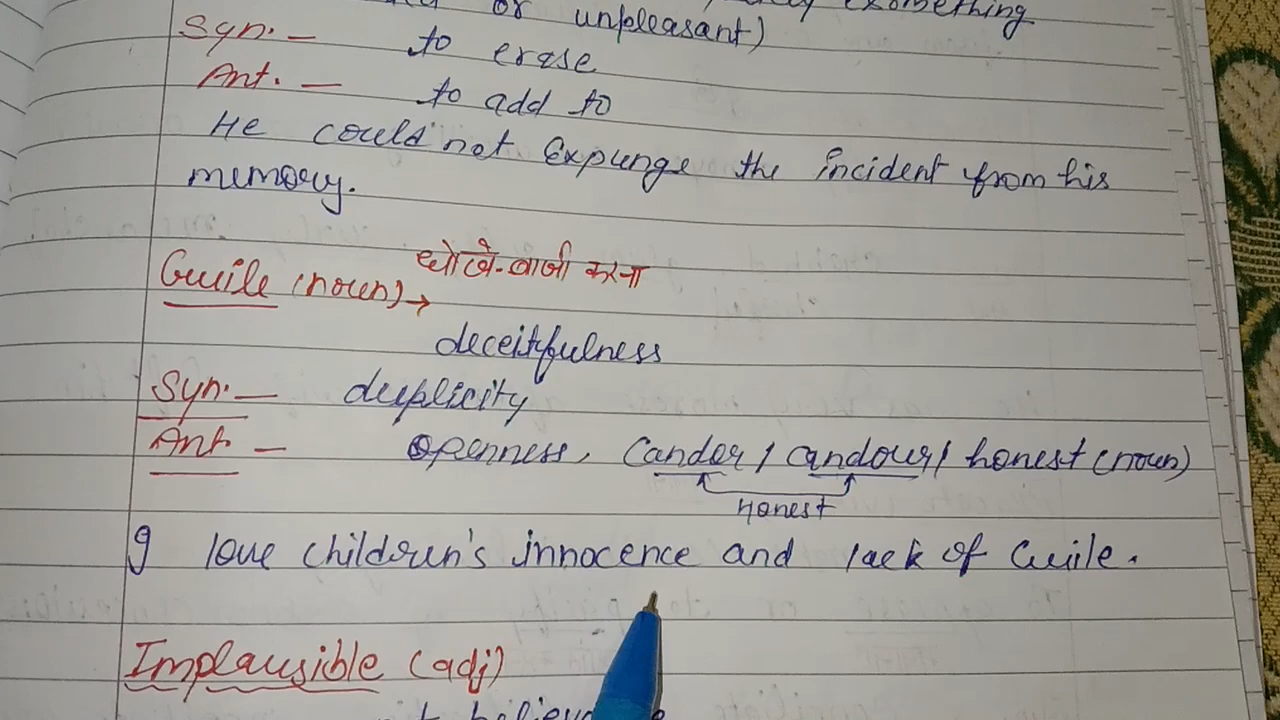 or unpleasant)
Syn. — to erase
Ant. — to add to
He could not Expunge the incident from his
memory.
Guile (noun) → धोखे-बाजी करना
deceitfulness
Syn. — duplicity
Ant — openness, Candor / candour / honest (noun)
Honest
I love children's innocence and lack of Guile.
Implausible (adj)